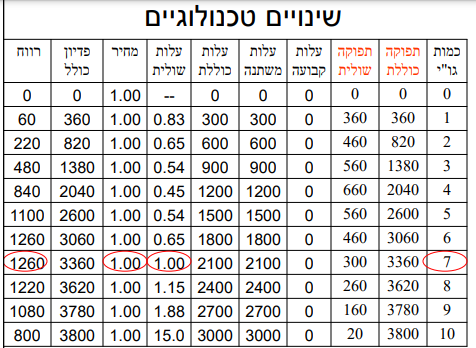 שינויים טכנולוגיים
כמות גו"י תפוקה כוללת תפוקה שולית עלות קבועה עלות משתנה עלות כוללת עלות שולית מחיר פדיון כולל רווח
0 0 0 0 0 0 -- 1.00 0 0
1 360 360 0 300 300 0.83 1.00 360 60
2 820 460 0 600 600 0.65 1.00 820 220
3 1380 560 0 900 900 0.54 1.00 1380 480
4 2040 660 0 1200 1200 0.45 1.00 2040 840
5 2600 560 0 1500 1500 0.54 1.00 2600 1100
6 3060 460 0 1800 1800 0.65 1.00 3060 1260
7 3360 300 0 2100 2100 1.00 1.00 3360 1260
8 3620 260 0 2400 2400 1.15 1.00 3620 1220
9 3780 160 0 2700 2700 1.88 1.00 3780 1080
10 3800 20 0 3000 3000 15.0 1.00 3800 800